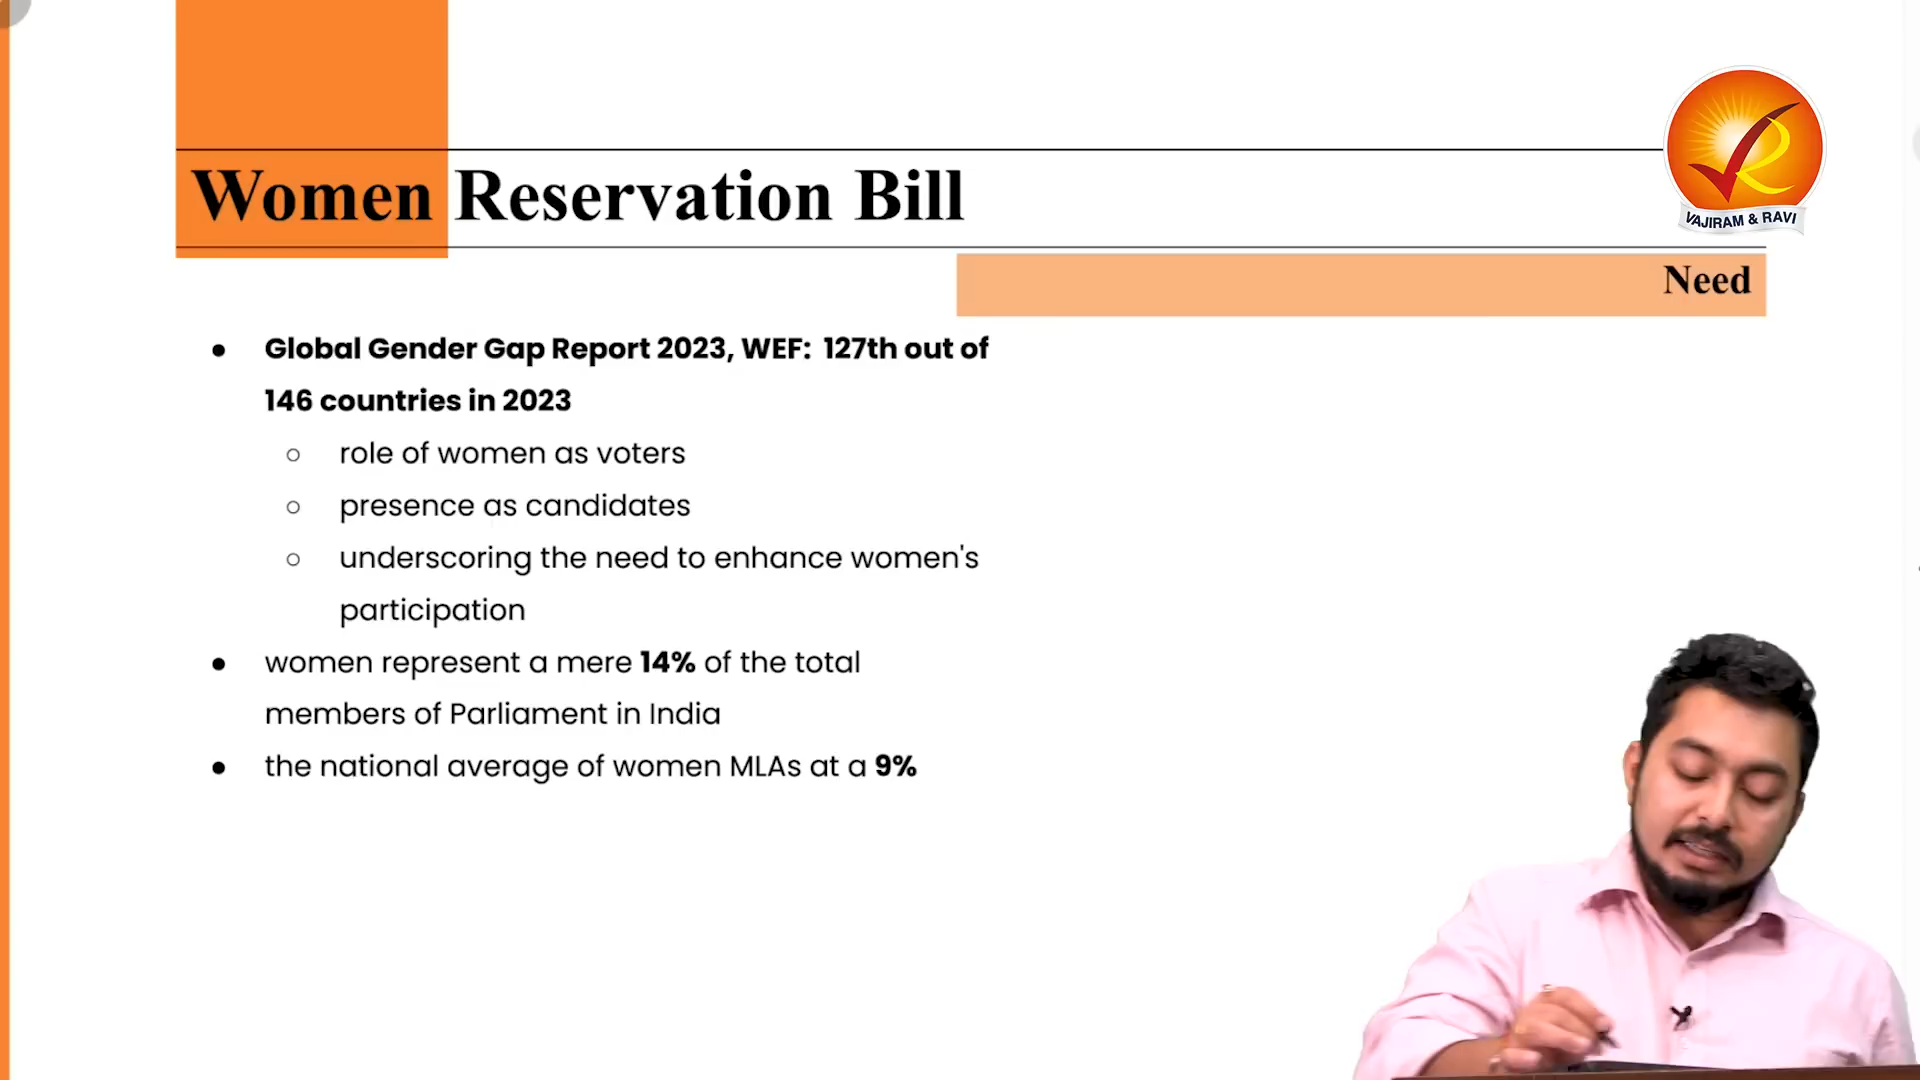 VAJIRAM & RAVI
Women Reservation Bill
Need
● Global Gender Gap Report 2023, WEF: 127th out of
146 countries in 2023
○ role of women as voters
○ presence as candidates
○ underscoring the need to enhance women's
participation
● women represent a mere 14% of the total
members of Parliament in India
● the national average of women MLAs at a 9%